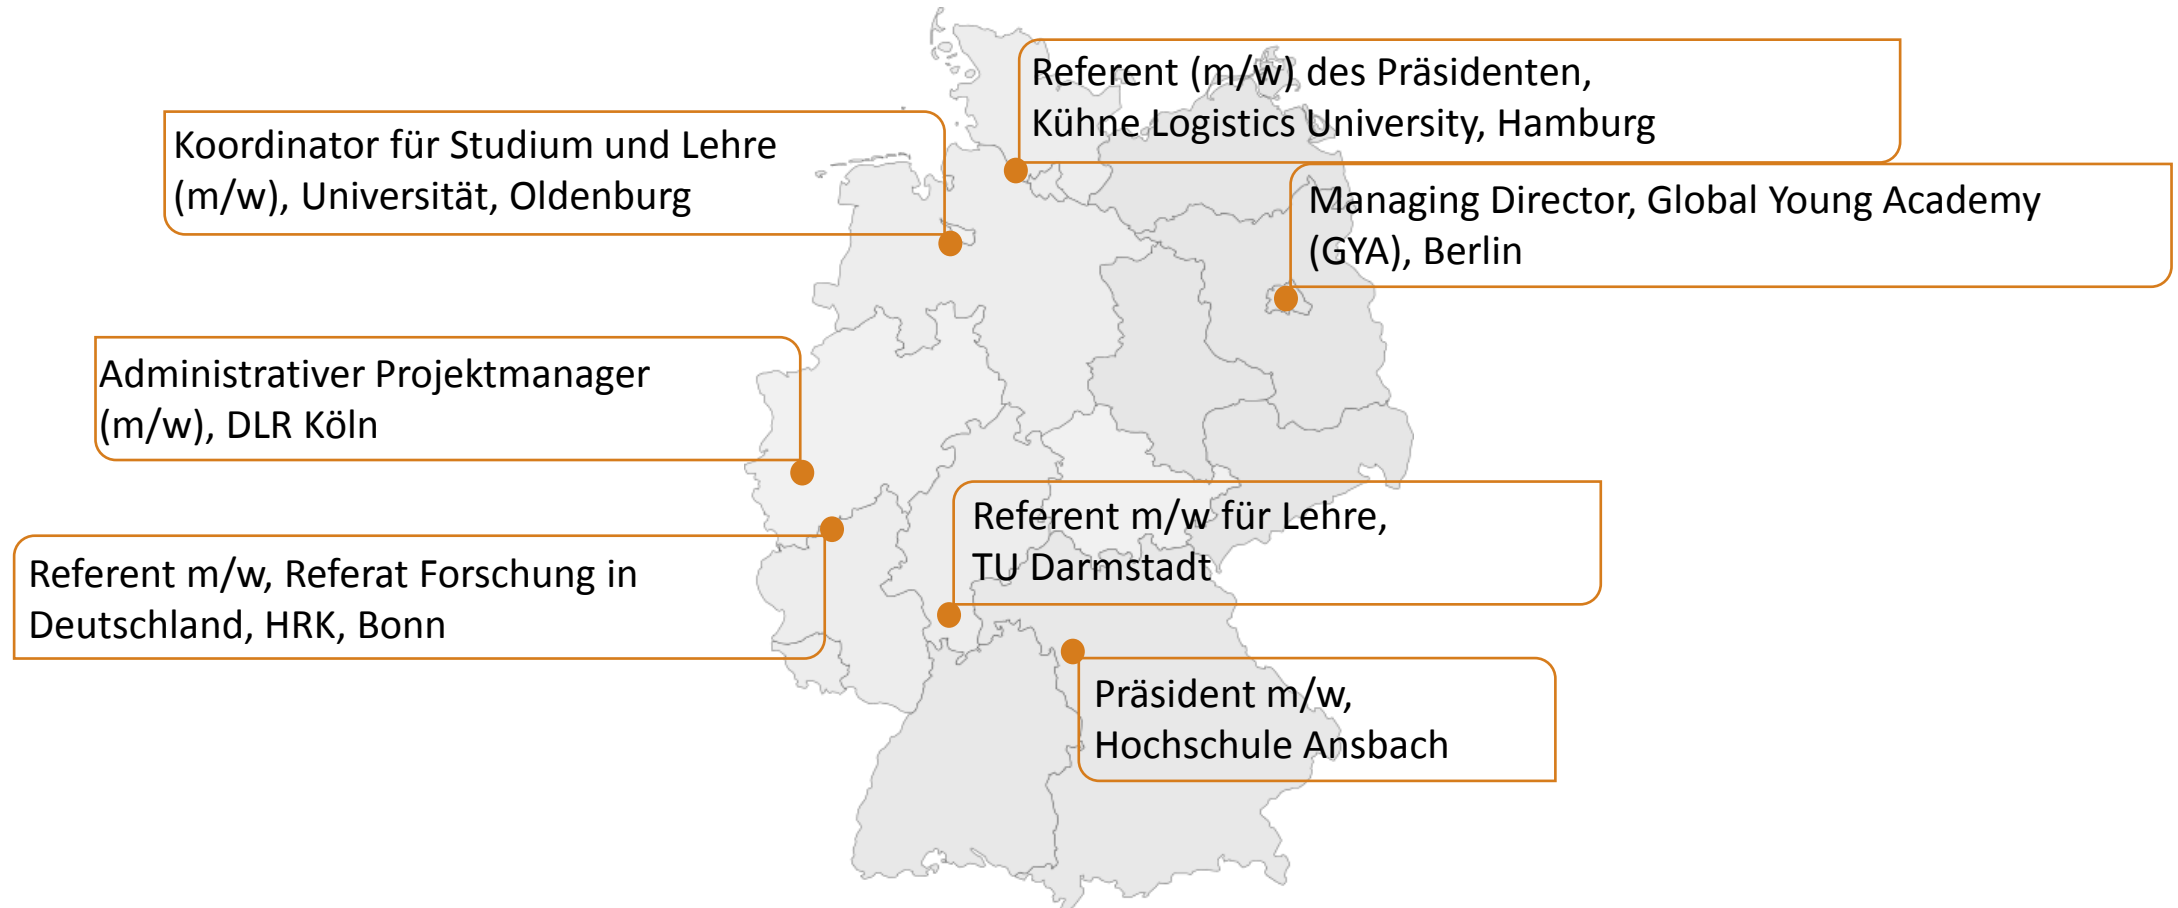 Referent (m/w) des Präsidenten,
Kühne Logistics University, Hamburg
Koordinator für Studium und Lehre
(m/w), Universität, Oldenburg
Managing Director, Global Young Academy
(GYA), Berlin
Administrativer Projektmanager
(m/w), DLR Köln
Referent m/w für Lehre,
TU Darmstadt
Referent m/w, Referat Forschung in
Deutschland, HRK, Bonn
Präsident m/w,
Hochschule Ansbach